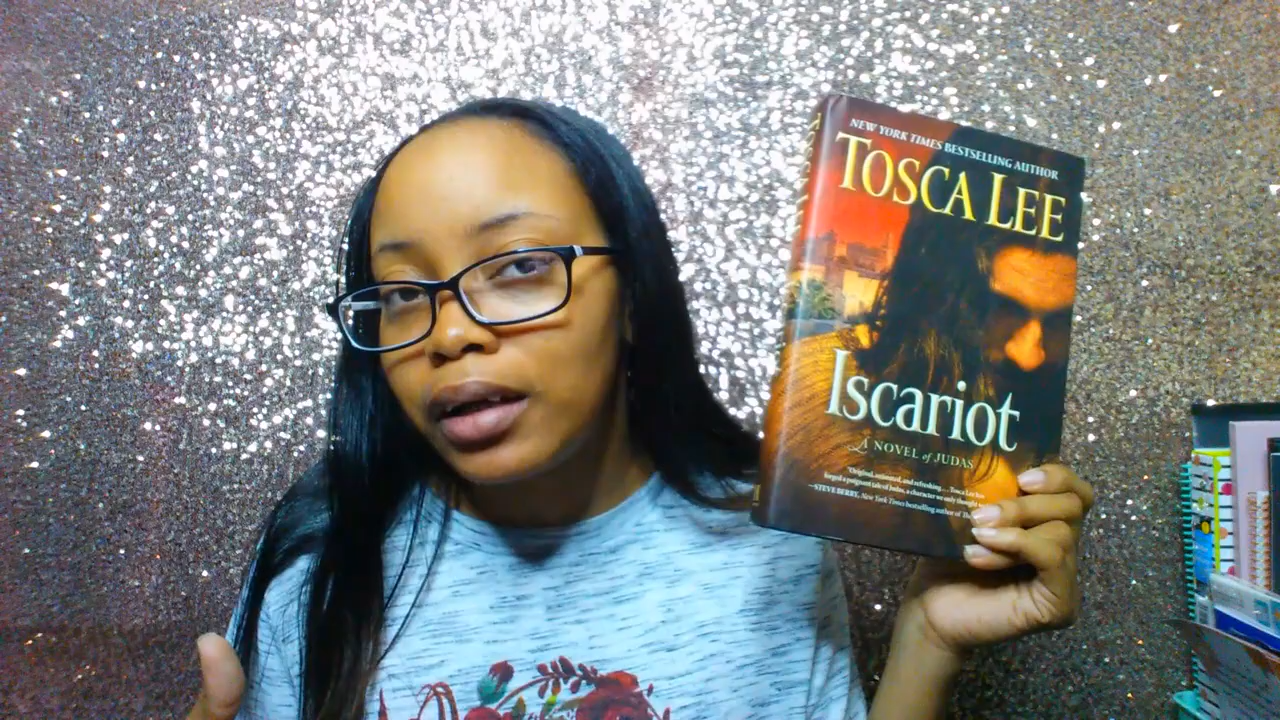 NEW YORK TIMES BESTSELLING AUTHOR
TOSCA LEE
Iscariot
A NOVEL of JUDAS
"Original, and refreshing.... Tosca Lee has
forged a poignant tale of Judas, a character we only thought
—STEVE BERRY, New York Times bestselling author of